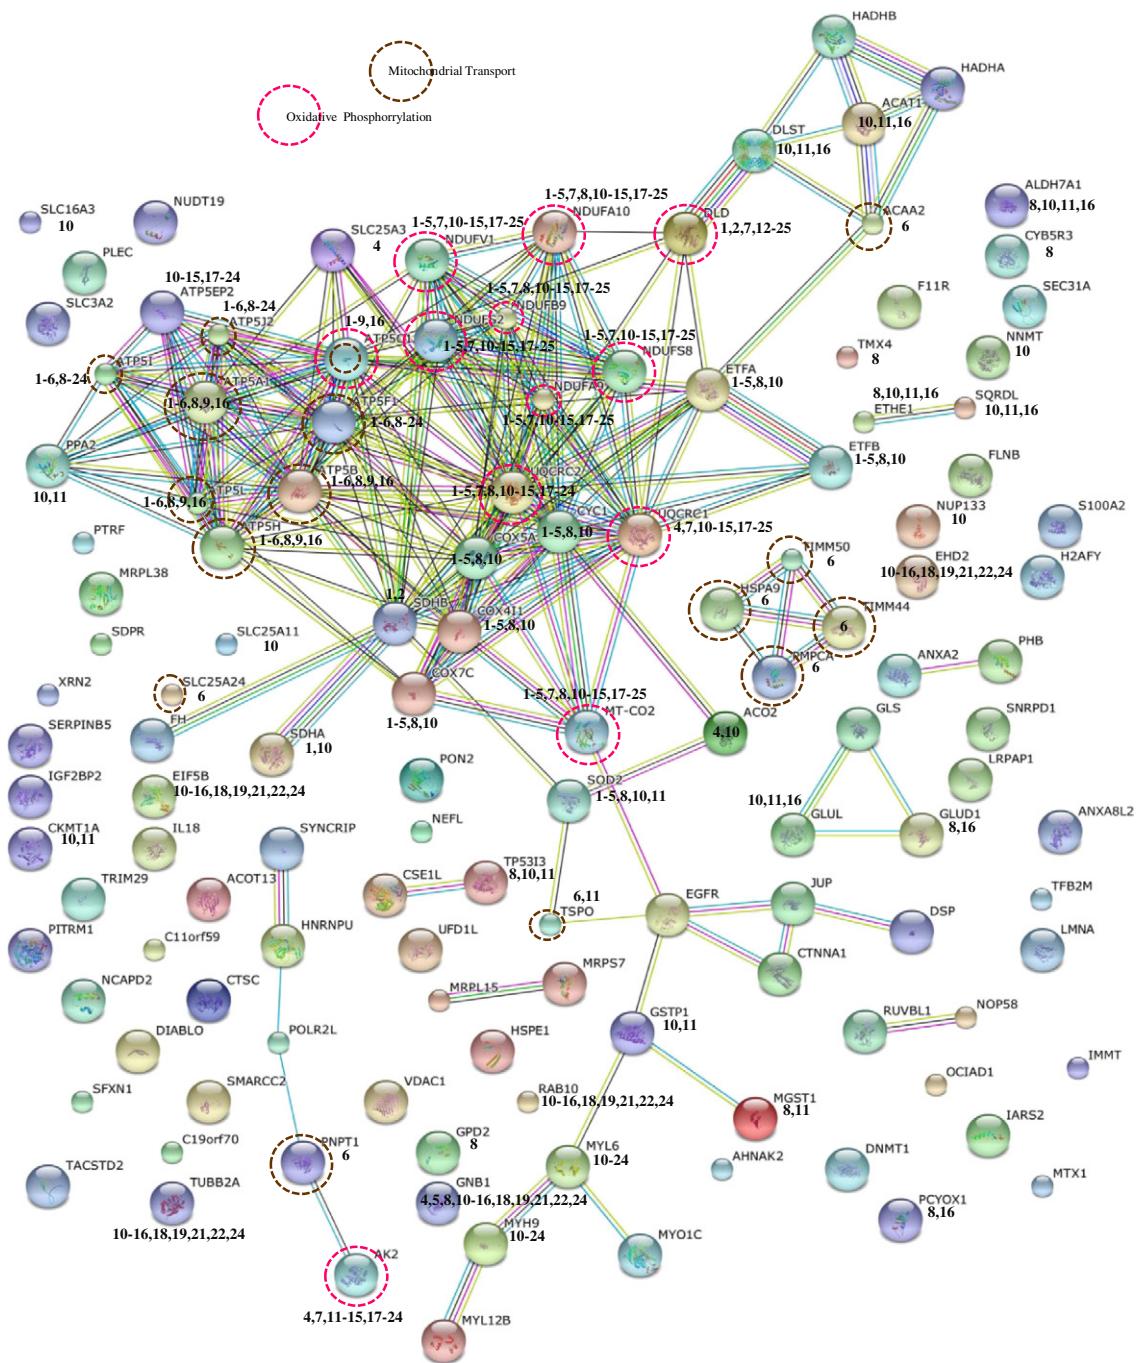 HADHB
Mitochondrial Transport
HADHA
Oxidative Phosphorrylation
ACAT1
10,11,16
DLST
10,11,16
ALDH7A1
8,10,11,16
NUDT19
SLC16A3
10
1-5,7,8,10-15,17-25
NDUFA10
DLD
1,2,7,12-25
ACAA2
6
1-5,7,10-15,17-25
NDUFV1
SLC25A3
4
CYB5R3
8
PLEC
10-15,17-24
ATP5EP2
SLC3A2
1-6,8-24
ATP5J2
1-5,7,8,10-15,17-25
NDUFB9
F11R
SEC31A
1-9,16
ATP5C1
NDUFS2
1-5,7,10-15,17-25
1-5,7,10-15,17-25
NDUFS8
TMX4
8
NNMT
10
ATP5I
1-6,8-24
ATP5A1
1-6,8,9,16
ETFA
1-5,8,10
8,10,11,16
ETHE1
SQRDL
10,11,16
NDUFA9
1-5,7,10-15,17-25
ATP5F1
1-6,8-24
PPA2
10,11
ETFB
1-5,8,10
FLNB
ATP5B
1-6,8,9,16
UQCRC2
1-5,7,8,10-15,17-24
ATP5L
1-6,8,9,16
NUP133
10
S100A2
CYC1
1-5,8,10
UQCRC1
4,7,10-15,17-25
PTRF
ATP5H
1-6,8,9,16
COX5A
1-5,8,10
TIMM50
6
EHD2
10-16,18,19,21,22,24
H2AFY
MRPL38
HSPA9
6
TIMM44
6
1,2
SDHB
COX4I1
1-5,8,10
SDPR
SLC25A11
10
PMPCA
6
ANXA2
PHB
XRN2
SLC25A24
6
COX7C
1-5,8,10
1-5,7,8,10-15,17-25
MT-CO2
ACO2
4,10
GLS
SNRPD1
SERPINB5
FH
SDHA
1,10
LRPAP1
IGF2BP2
EIF5B
10-16,18,19,21,22,24
PON2
SOD2
1-5,8,10,11
10,11,16
GLUL
GLUD1
8,16
ANXA8L2
CKMT1A
10,11
IL18
SYNCRIP
NEFL
TRIM29
ACOT13
CSE1L
TP53I3
8,10,11
6,11
TSPO
EGFR
JUP
DSP
TFB2M
PITRM1
C11orf59
HNRNPU
UFD1L
CTNNA1
LMNA
NCAPD2
CTSC
MRPL15
MRPS7
GSTP1
10,11
RUVBL1
NOP58
DIABLO
POLR2L
HSPE1
IMMT
SFXN1
SMARCC2
VDAC1
RAB10
10-16,18,19,21,22,24
MGST1
8,11
OCIAD1
IARS2
C19orf70
PNPT1
6
GPD2
8
MYL6
10-24
AHNAK2
DNMT1
MTX1
TACSTD2
TUBB2A
10-16,18,19,21,22,24
GNB1
4,5,8,10-16,18,19,21,22,24
PCYOX1
8,16
MYH9
10-24
MYO1C
AK2
4,7,11-15,17-24
MYL12B